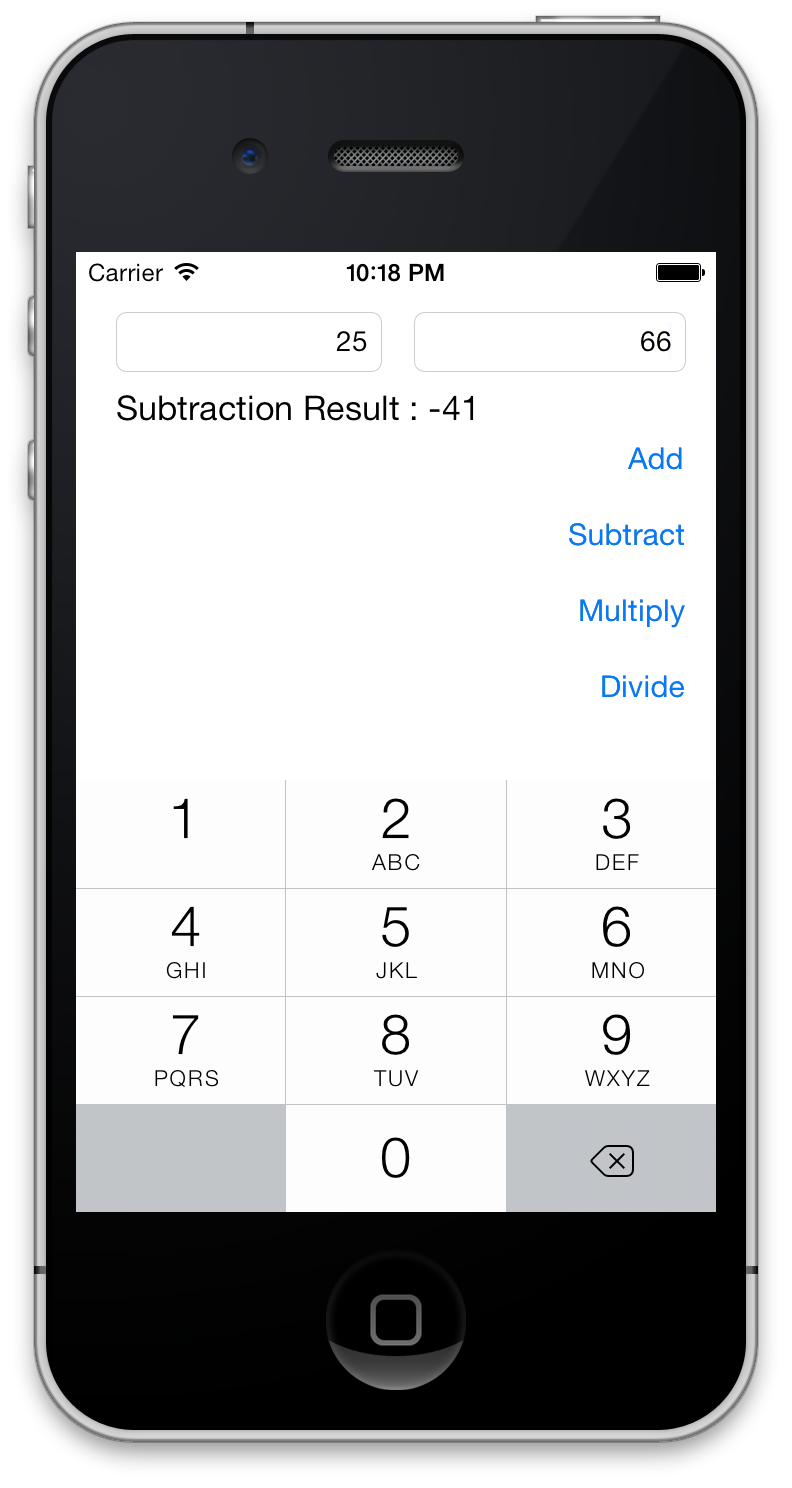 Carrier 10:18 PM
25 66
Subtraction Result : -41
Add
Subtract
Multiply
Divide
1 2 3
ABC DEF
4 5 6
GHI JKL MNO
7 8 9
PQRS TUV WXYZ
0